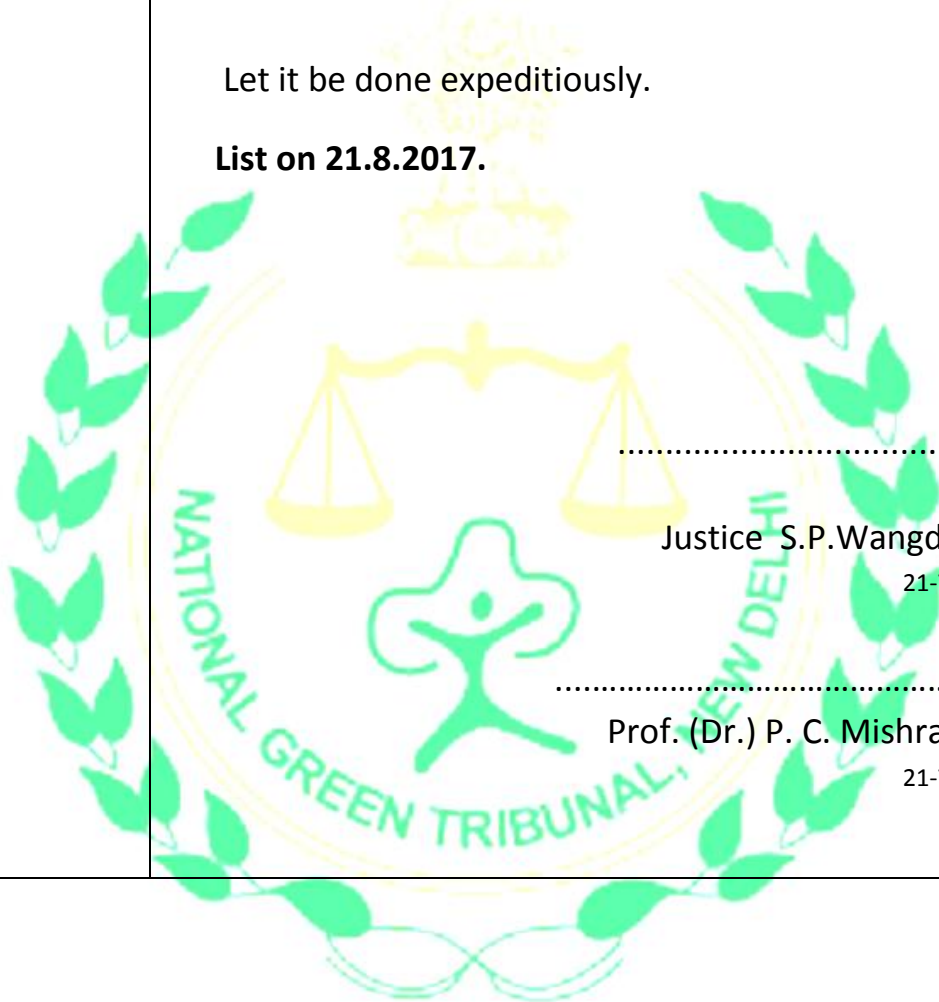 Let it be done expeditiously.
List on 21.8.2017.
........................................
Justice S.P.Wangd
21-
........................................
Prof. (Dr.) P. C. Mishra
21-
NATIONAL GREEN TRIBUNAL, NEW DELHI